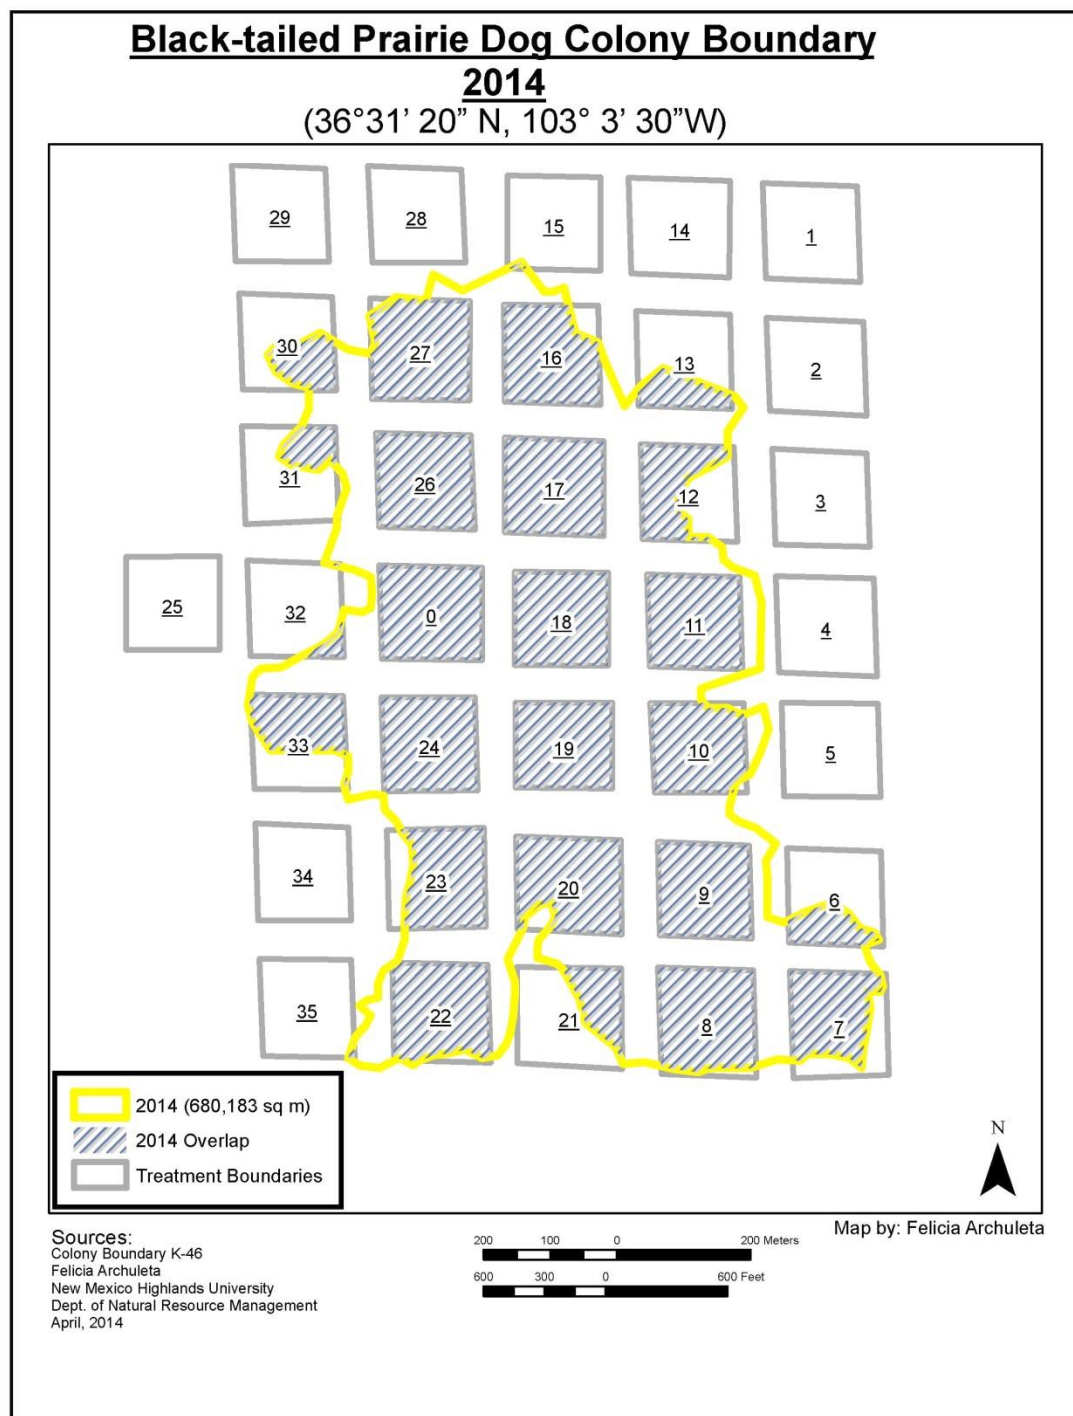 Black-tailed Prairie Dog Colony Boundary
2014
(36°31’ 20” N, 103° 3’ 30”W)
29
28
15
14
1
30
27
16
13
2
31
26
17
12
3
25
32
0
18
11
4
33
24
19
10
5
34
23
20
9
6
35
22
21
8
7
2014 (680,183 sq m)
2014 Overlap
Treatment Boundaries
N
Map by: Felicia Archuleta
Sources:
Colony Boundary K-46
Felicia Archuleta
New Mexico Highlands University
Dept. of Natural Resource Management
April, 2014
200 100 0 200 Meters
600 300 0 600 Feet